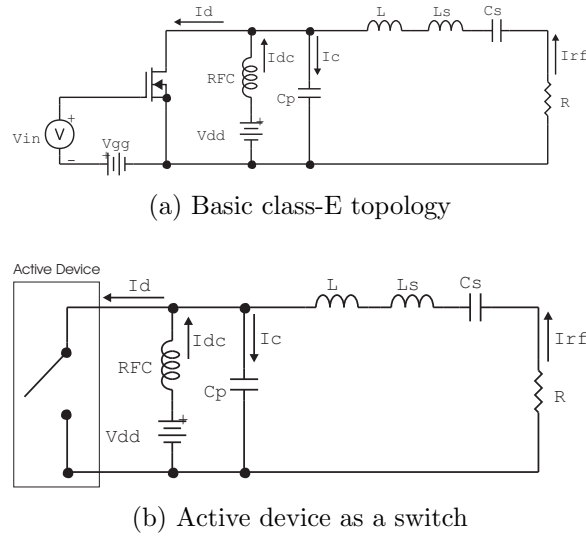 Id
L
Ls
Cs
Idc
Ic
Irf
RFC
Cp
R
Vin
V
+
−
Vgg
+
Vdd
+
(a) Basic class-E topology
Active Device
Id
L
Ls
Cs
Idc
Ic
Irf
RFC
Cp
R
Vdd
+
(b) Active device as a switch